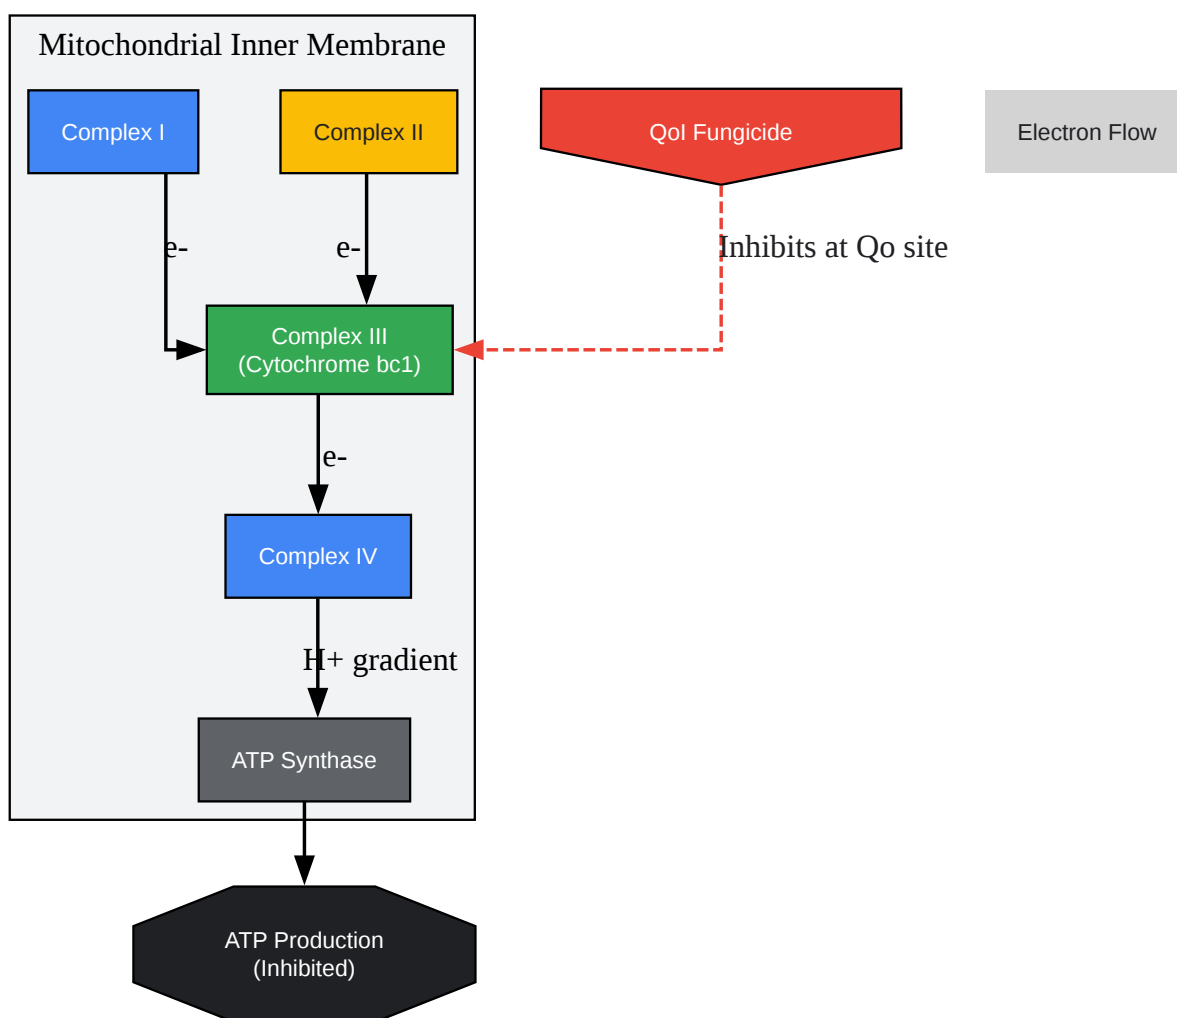 Mitochondrial Inner Membrane
Complex I
Complex II
QoI Fungicide
Electron Flow
e-
e-
Inhibits at Qo site
Complex III
(Cytochrome bc1)
e-
Complex IV
H+ gradient
ATP Synthase
ATP Production
(Inhibited)